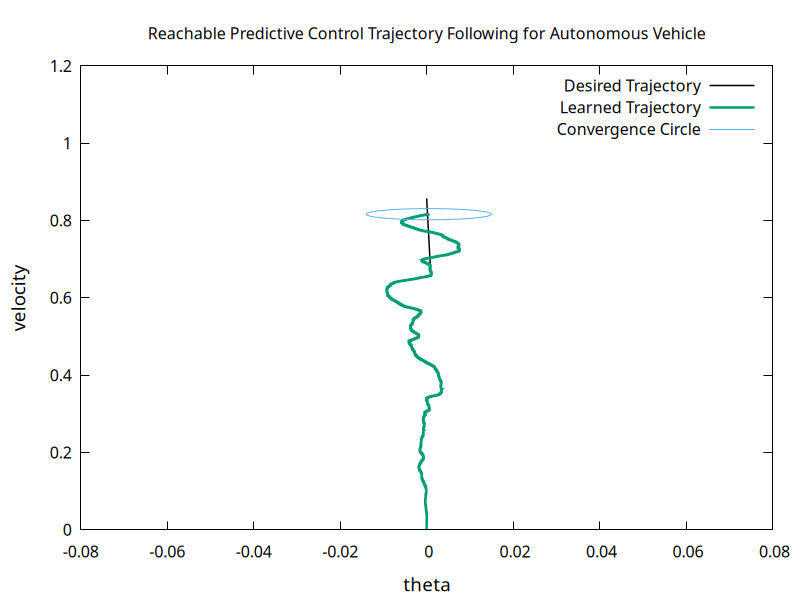 Reachable Predictive Control Trajectory Following for Autonomous Vehicle
Desired Trajectory
Learned Trajectory
Convergence Circle
1.2
1
0.8
0.6
0.4
0.2
0
velocity
-0.08 -0.06 -0.04 -0.02 0 0.02 0.04 0.06 0.08
theta